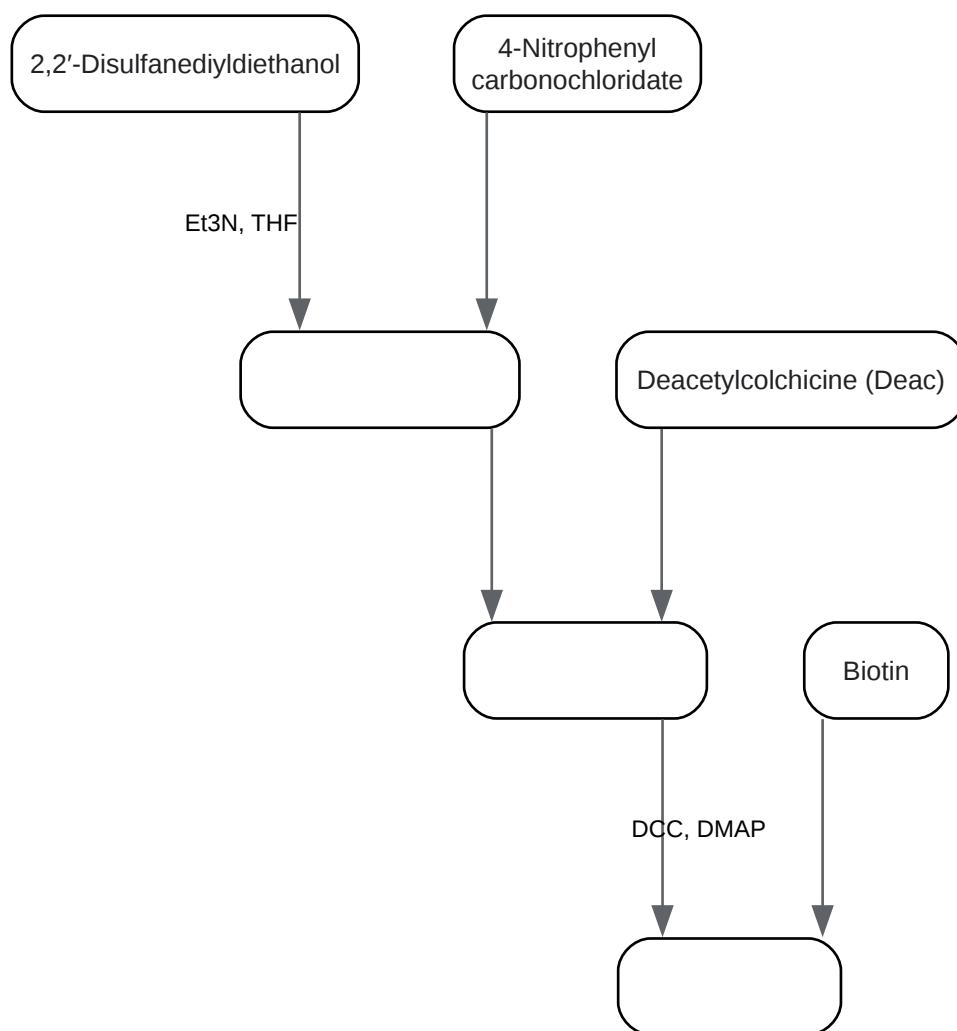 2,2′-Disulfanediyldiethanol
4-Nitrophenyl
carbonochloridate
Et3N, THF
Deacetylcolchicine (Deac)
Biotin
DCC, DMAP